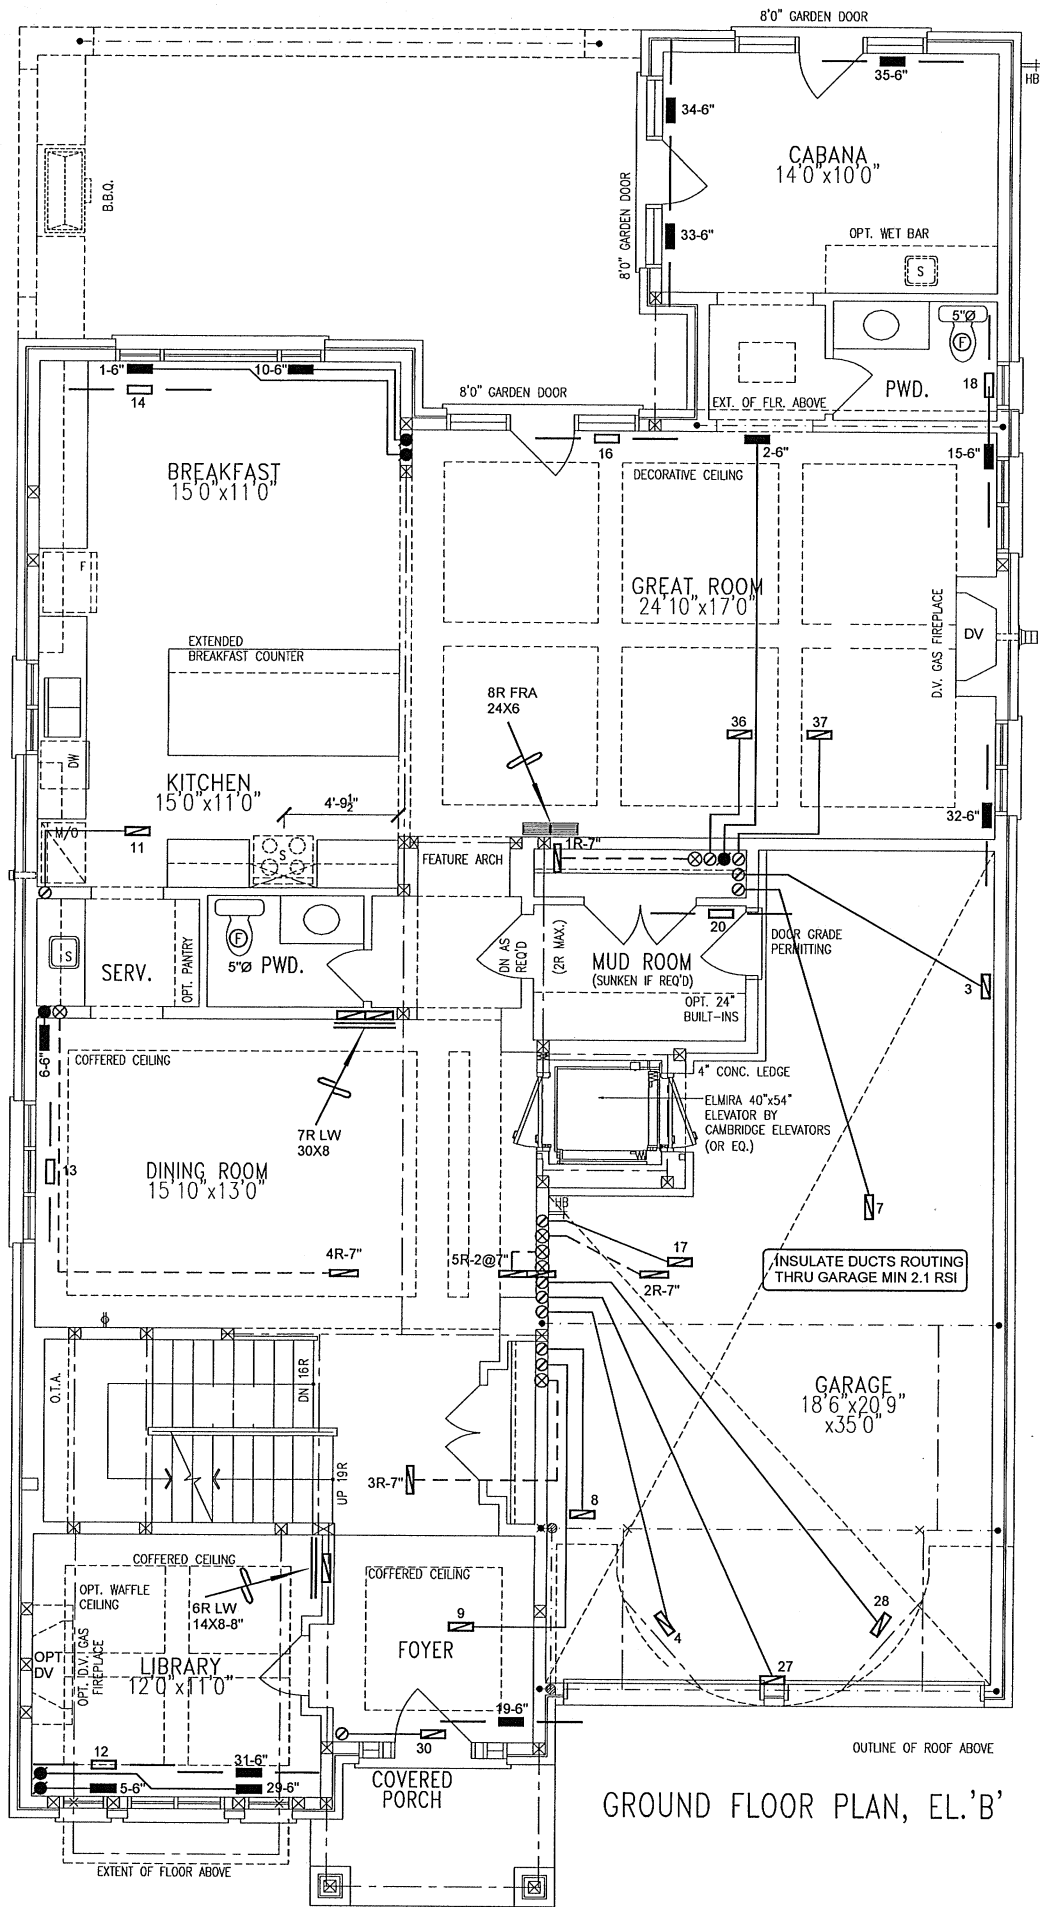 8'0" GARDEN DOOR
35-6"
HB
34-6"
CABANA
14'0"x10'0"
B.B.Q.
8'0" GARDEN DOOR
33-6"
OPT. WET BAR
S
5"Ø
F
1-6"
10-6"
14
8'0" GARDEN DOOR
EXT. OF FLR. ABOVE
PWD.
18
16
2-6"
15-6"
BREAKFAST
15'0"x11'0"
DECORATIVE CEILING
F
GREAT ROOM
24'10"x17'0"
D.V. GAS FIREPLACE
DV
EXTENDED
BREAKFAST COUNTER
8R FRA
24X6
36
37
DW
KITCHEN
15'0"x11'0"
4'-9½"
32-6"
M/O
11
S
FEATURE ARCH
1R-7"
20
DOOR GRADE
PERMITTING
S
SERV.
OPT. PANTRY
F
5"Ø
PWD.
DN AS
REQ'D
(2R MAX.)
MUD ROOM
(SUNKEN IF REQ'D)
3
OPT. 24"
BUILT-INS
6-6"
COFFERED CEILING
4" CONC. LEDGE
ELMIRA 40"x54"
ELEVATOR BY
CAMBRIDGE ELEVATORS
(OR EQ.)
7R LW
30X8
13
DINING ROOM
15'10"x13'0"
HB
7
4R-7"
5R-2@7"
17
2R-7"
INSULATE DUCTS ROUTING
THRU GARAGE MIN 2.1 RSI
O.T.A.
DN 16R
GARAGE
18'6"x20'9"
x35'0"
UP 19R
3R-7"
8
COFFERED CEILING
OPT. WAFFLE
CEILING
6R LW
14X8-8"
COFFERED CEILING
9
FOYER
28
4
OPT
DV
OPT. D.V. GAS
FIREPLACE
LIBRARY
12'0"x11'0"
27
19-6"
30
12
31-6"
5-6"
29-6"
COVERED
PORCH
OUTLINE OF ROOF ABOVE
GROUND FLOOR PLAN, EL.'B'
EXTENT OF FLOOR ABOVE